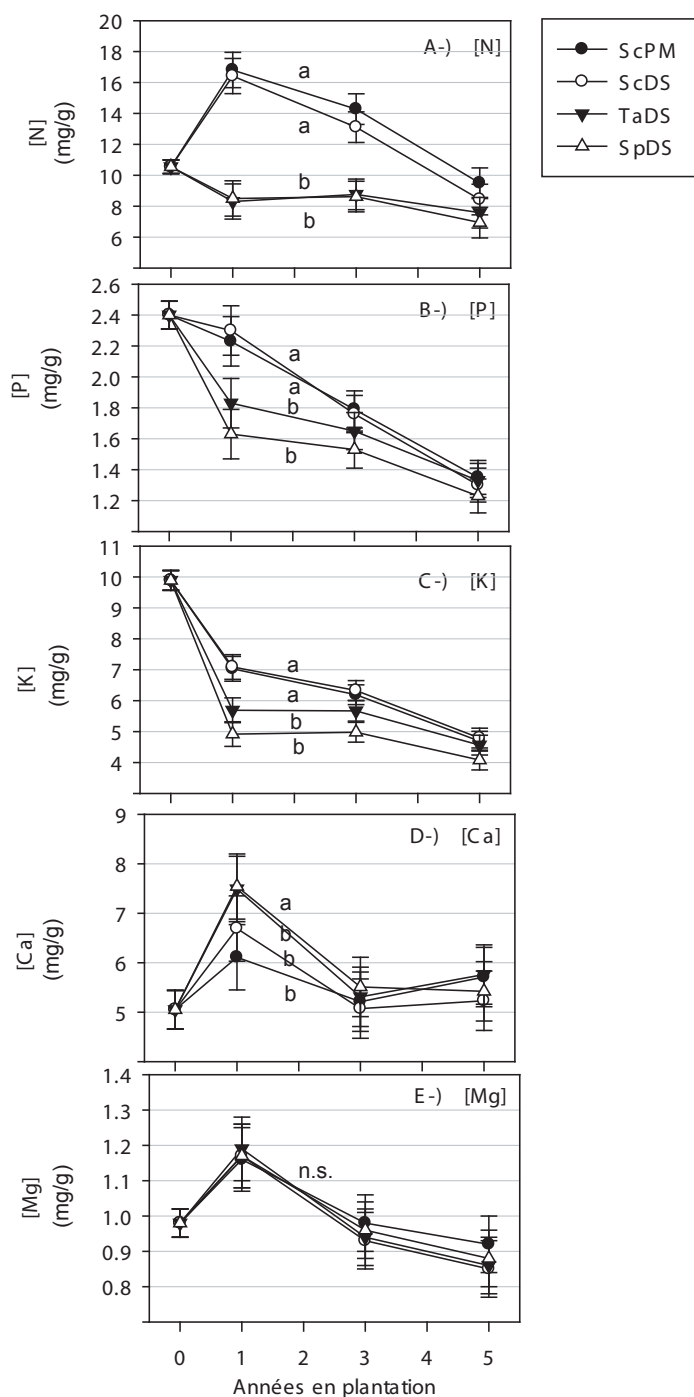 ScPM
ScDS
TaDS
SpDS
A-) [N]
[N]
(mg/g)
20
18
16
14
12
10
8
6
a
a
b
b
B-) [P]
[P]
(mg/g)
2.6
2.4
2.2
2.0
1.8
1.6
1.4
1.2
a
a
b
b
C-) [K]
[K]
(mg/g)
11
10
9
8
7
6
5
4
a
a
b
b
D-) [Ca]
[Ca]
(mg/g)
9
8
7
6
5
a
b
b
b
E-) [Mg]
[Mg]
(mg/g)
1.4
1.3
1.2
1.1
1.0
0.9
0.8
n.s.
0 1 2 3 4 5
Années en plantation